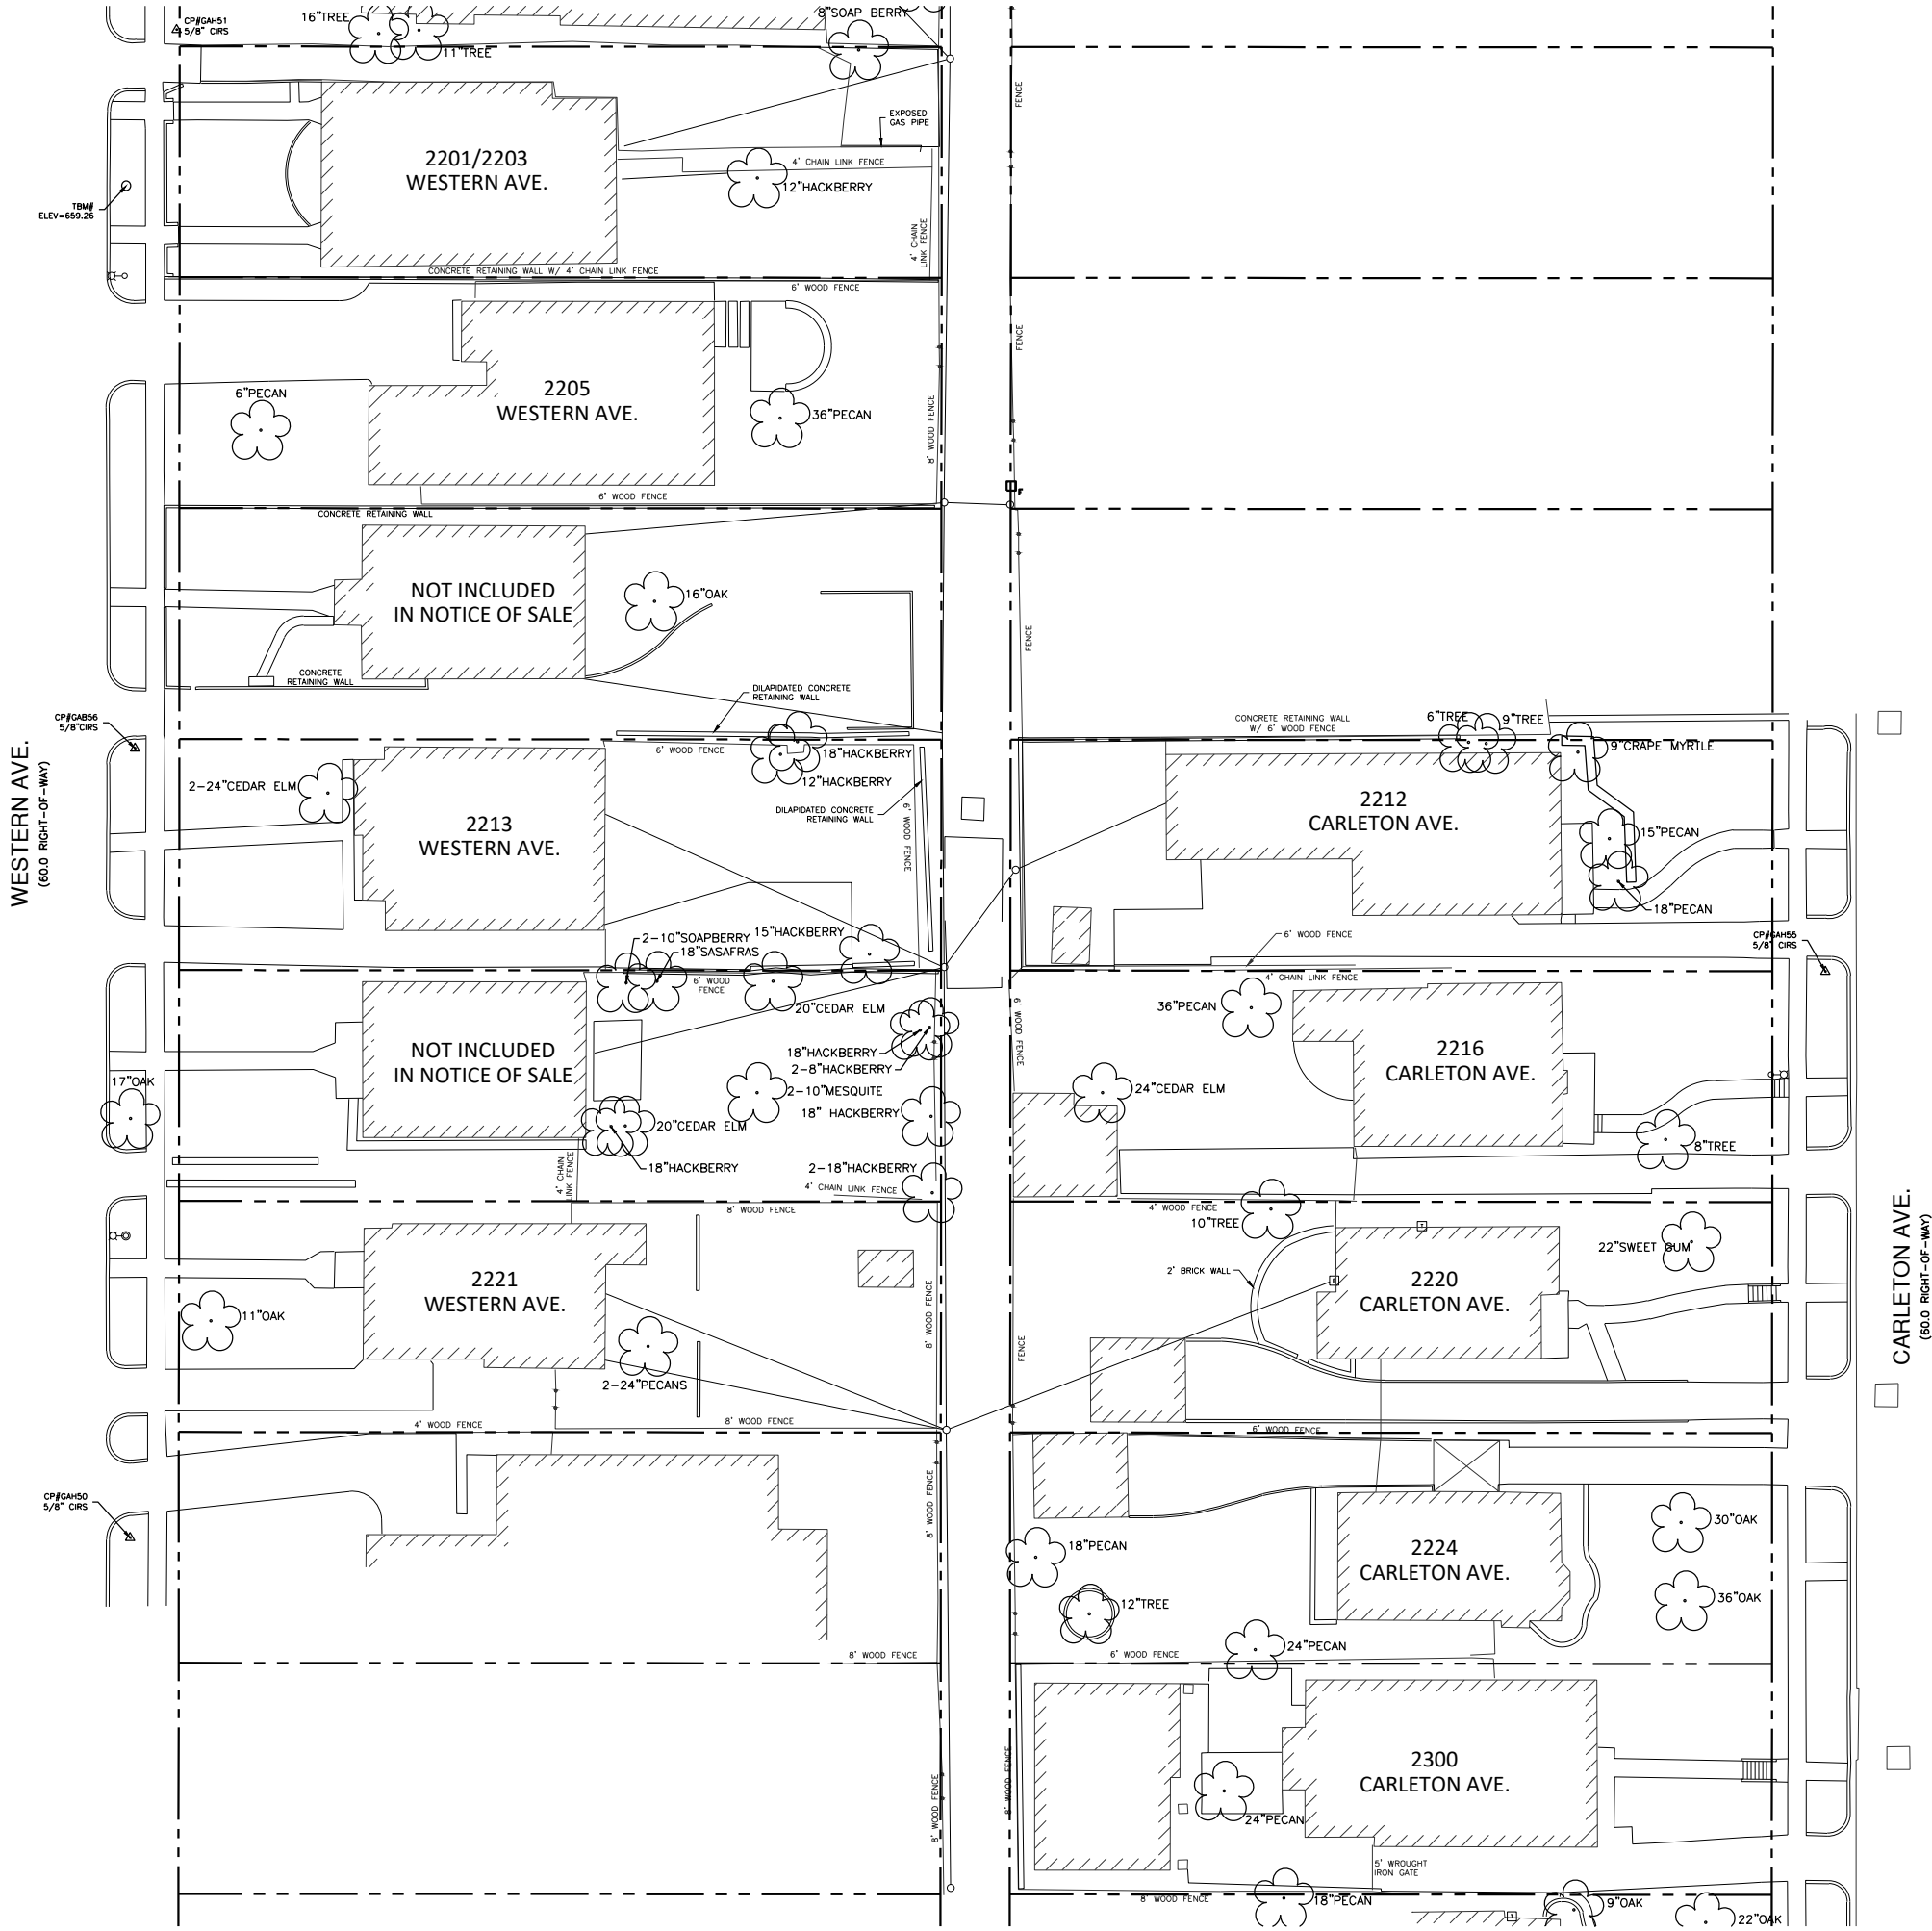 CP#GAH51
5/8" CIRS
16"TREE
11"TREE
8"SOAP BERRY
FENCE
EXPOSED
GAS PIPE
2201/2203
WESTERN AVE.
4' CHAIN LINK FENCE
12"HACKBERRY
TBM#
ELEV=659.26
4' CHAIN
LINK FENCE
CONCRETE RETAINING WALL W/ 4' CHAIN LINK FENCE
6' WOOD FENCE
FENCE
2205
WESTERN AVE.
6"PECAN
36"PECAN
8' WOOD FENCE
6' WOOD FENCE
CONCRETE RETAINING WALL
NOT INCLUDED
IN NOTICE OF SALE
16"OAK
FENCE
CONCRETE
RETAINING WALL
DILAPIDATED CONCRETE
RETAINING WALL
CP#GAB56
5/8"CIRS
WESTERN AVE.
(60.0 RIGHT-OF-WAY)
6' WOOD FENCE
18"HACKBERRY
12"HACKBERRY
2-24"CEDAR ELM
2213
WESTERN AVE.
DILAPIDATED CONCRETE
RETAINING WALL
6' WOOD FENCE
CONCRETE RETAINING WALL
W/ 6' WOOD FENCE
6"TREE
9"TREE
9"CRAPE MYRTLE
2212
CARLETON AVE.
15"PECAN
18"PECAN
CP#GAH55
5/8" CIRS
6' WOOD FENCE
4' CHAIN LINK FENCE
2-10"SOAPBERRY
18"SASAFRAS
15"HACKBERRY
6' WOOD
FENCE
20"CEDAR ELM
6' WOOD FENCE
36"PECAN
NOT INCLUDED
IN NOTICE OF SALE
18"HACKBERRY
2-8"HACKBERRY
2-10"MESQUITE
18" HACKBERRY
17"OAK
20"CEDAR ELM
18"HACKBERRY
4' CHAIN
LINK FENCE
2-18"HACKBERRY
4' CHAIN LINK FENCE
8' WOOD FENCE
2216
CARLETON AVE.
24"CEDAR ELM
8"TREE
4' WOOD FENCE
10"TREE
2' BRICK WALL
22"SWEET GUM
2220
CARLETON AVE.
CARLETON AVE.
(60.0 RIGHT-OF-WAY)
2221
WESTERN AVE.
11"OAK
2-24"PECANS
8' WOOD FENCE
FENCE
4' WOOD FENCE
8' WOOD FENCE
6' WOOD FENCE
CP#GAH50
5/8" CIRS
8' WOOD FENCE
8' WOOD FENCE
18"PECAN
12"TREE
24"PECAN
2224
CARLETON AVE.
30"OAK
36"OAK
6' WOOD FENCE
8' WOOD FENCE
8' WOOD FENCE
2300
CARLETON AVE.
24"PECAN
5' WROUGHT
IRON GATE
8' WOOD FENCE
18"PECAN
9"OAK
22"OAK